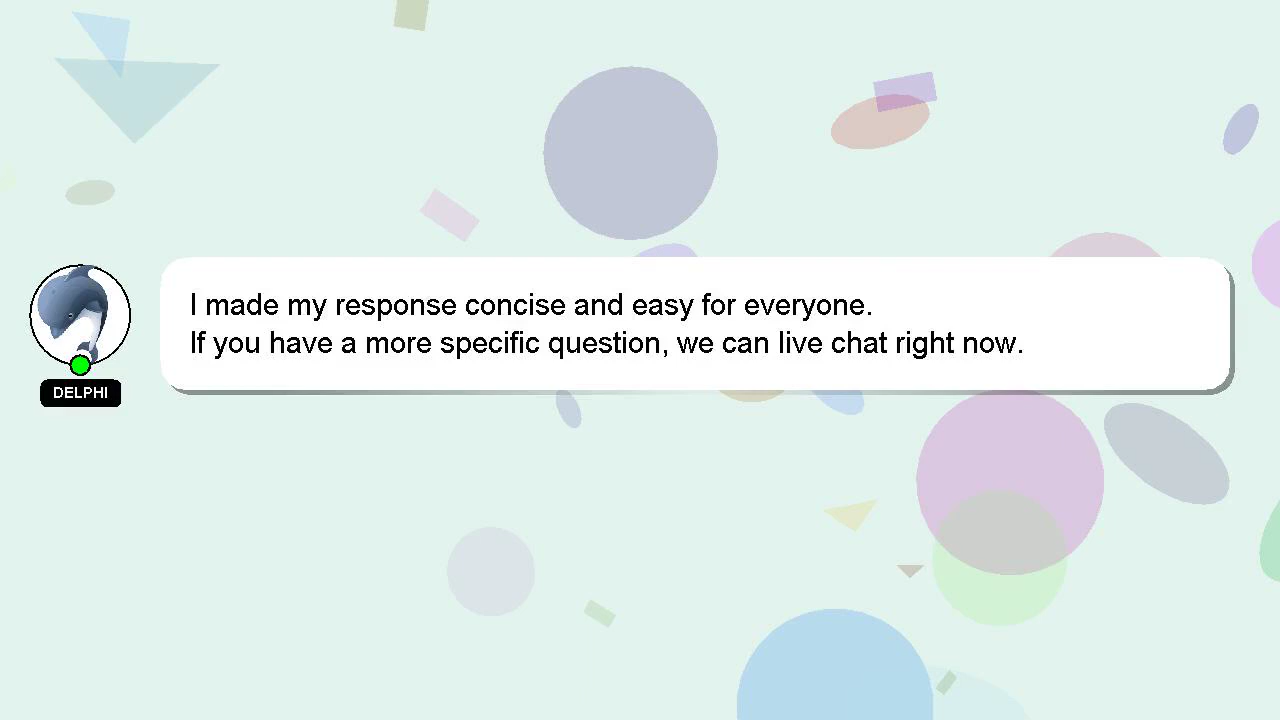 I made my response concise and easy for everyone.
If you have a more specific question, we can live chat right now.
DELPHI